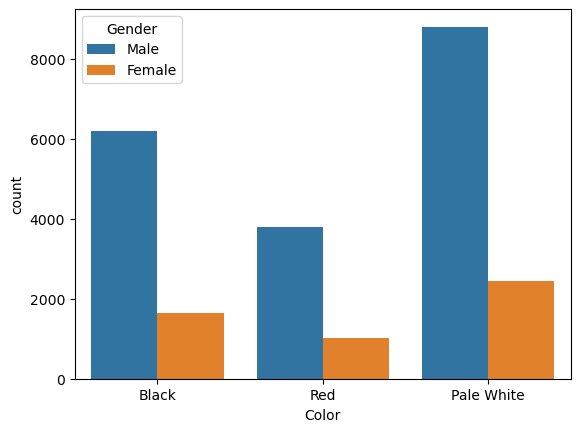 Gender
Male
Female
8000
6000
4000
2000
0
count
Black
Red
Pale White
Color